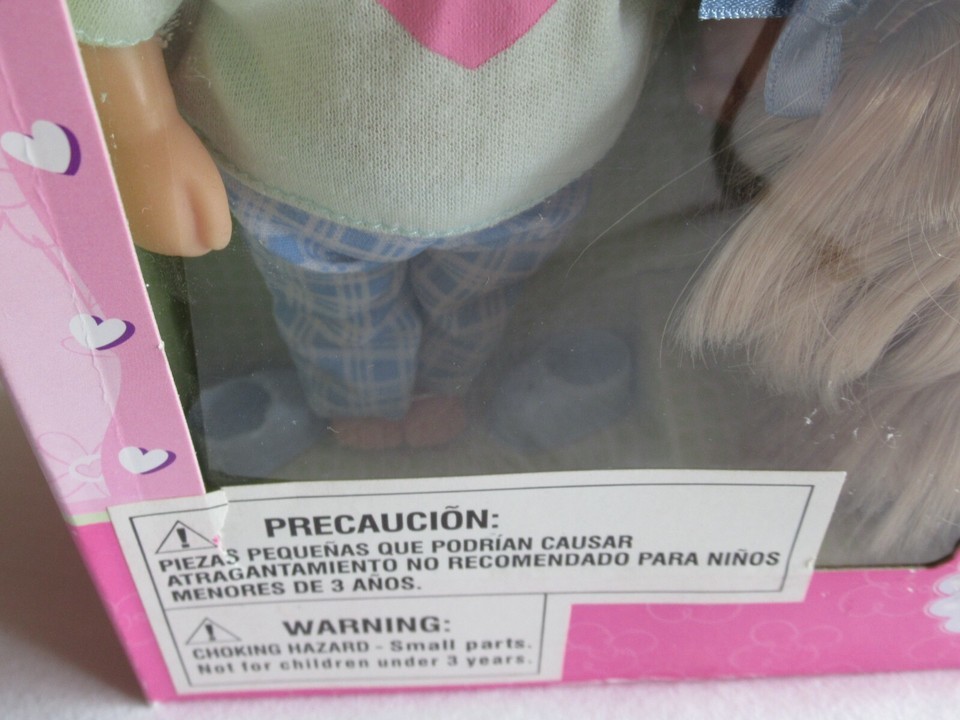 PRECAUCIÕN:
PIEZAS PEQUEÑAS QUE PODRÍAN CAUSAR
ATRAGANTAMIENTO NO RECOMENDADO PARA NIÑOS
MENORES DE 3 AÑOS.
WARNING:
CHOKING HAZARD - Small parts.
Not for children under 3 years.